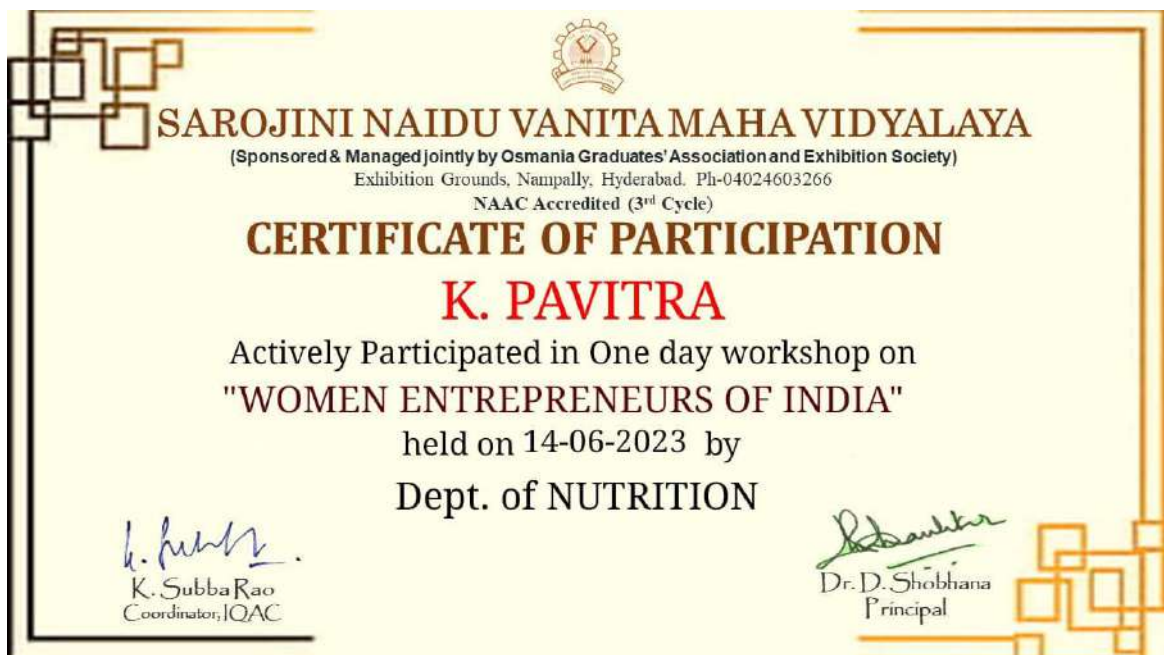 SAROJINI NAIDU VANITA MAHA VIDYALAYA
(Sponsored & Managed jointly by Osmania Graduates' Association and Exhibition Society)
Exhibition Grounds, Nampally, Hyderabad. Ph-04024603266
NAAC Accredited (3rd Cycle)
CERTIFICATE OF PARTICIPATION
K. PAVITRA
Actively Participated in One day workshop on
"WOMEN ENTREPRENEURS OF INDIA"
held on 14-06-2023 by
Dept. of NUTRITION
K. Subba Rao
Coordinator, IQAC
Dr. D. Shobhana
Principal